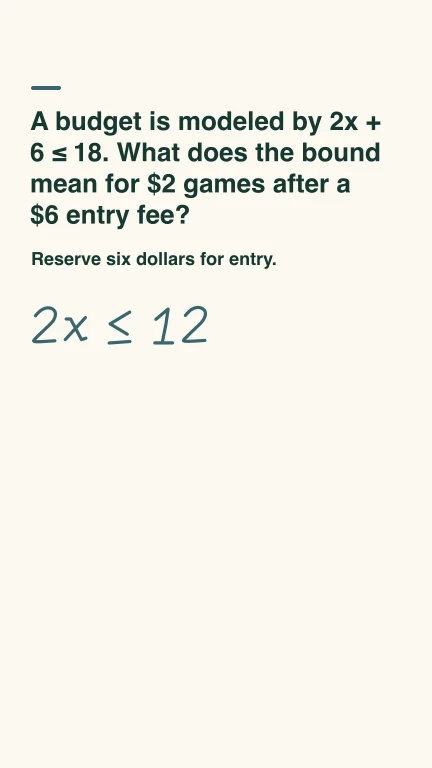 A budget is modeled by 2x +
6 ≤ 18. What does the bound
mean for $2 games after a
$6 entry fee?
Reserve six dollars for entry.
2x ≤ 12